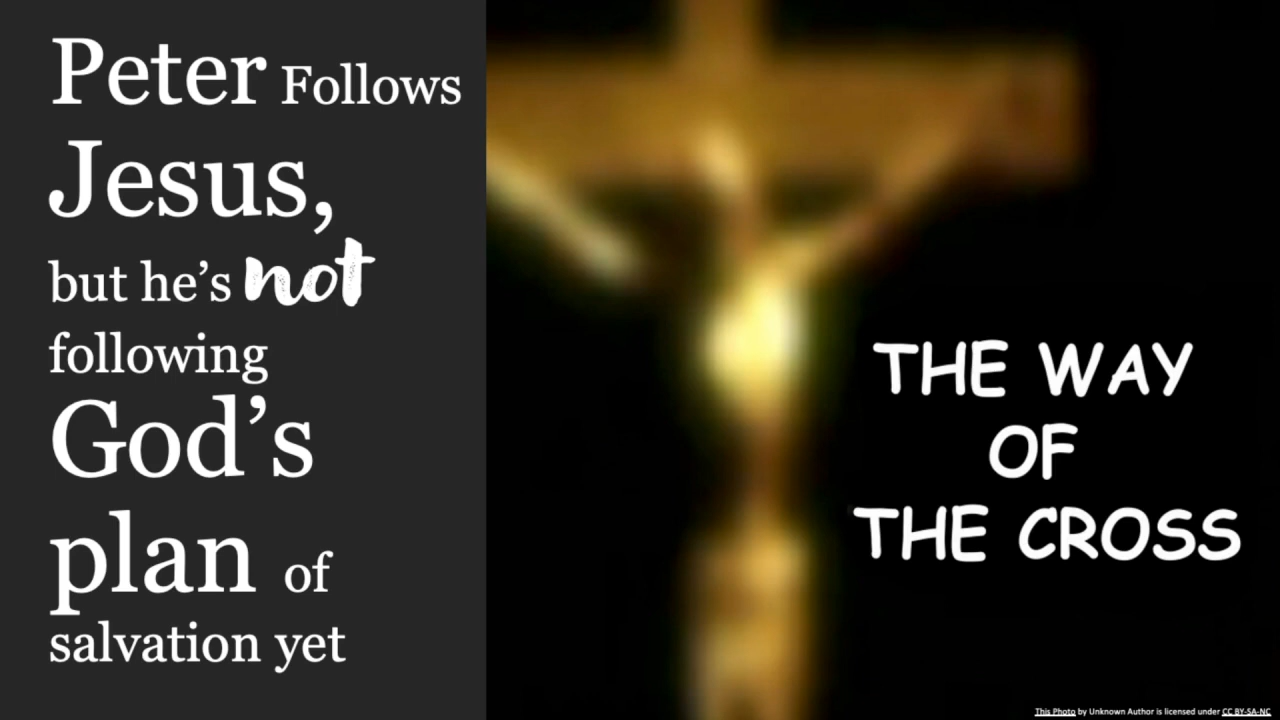 Peter Follows
Jesus,
but he’s not
following
God’s
plan of
salvation yet
THE WAY
OF
THE CROSS
This Photo by Unknown Author is licensed under CC BY-SA-NC